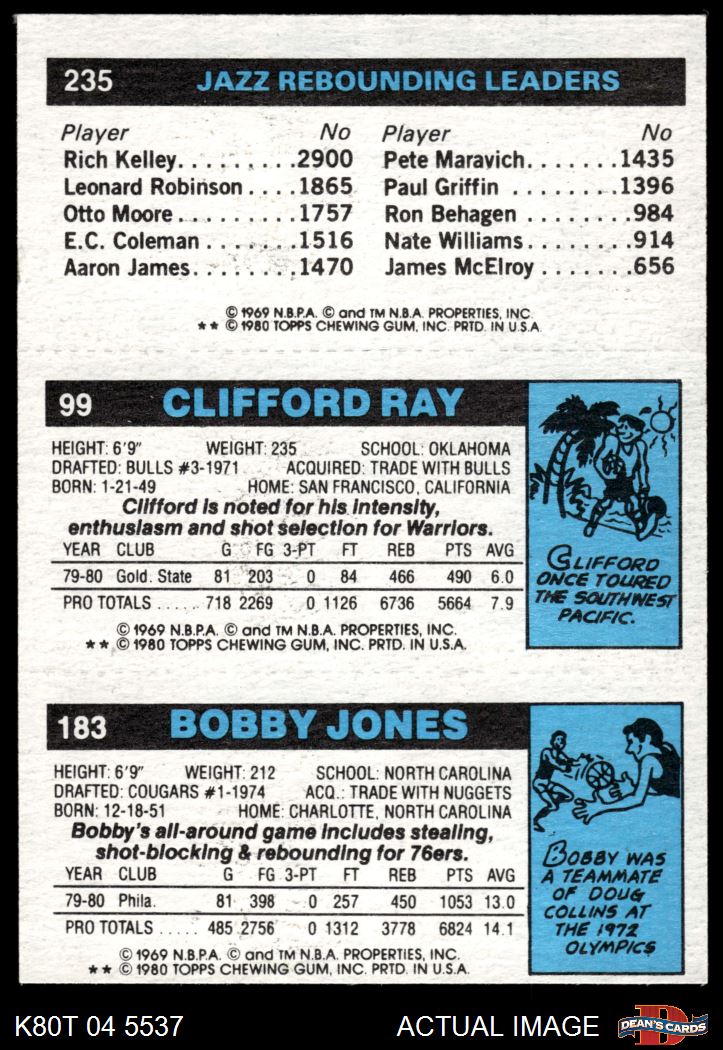 235 JAZZ REBOUNDING LEADERS
Player No Player No
Rich Kelley.........2900 Pete Maravich.......1435
Leonard Robinson....1865 Paul Griffin ........1396
Otto Moore..........1757 Ron Behagen ........984
E.C. Coleman.......1516 Nate Williams........914
Aaron James........1470 James McElroy.......656
© 1969 N.B.P.A. © and TM N.B.A. PROPERTIES, INC.
** © 1980 TOPPS CHEWING GUM, INC. PRTD. IN U.S.A.
99 CLIFFORD RAY
HEIGHT: 6'9" WEIGHT: 235 SCHOOL: OKLAHOMA
DRAFTED: BULLS #3-1971 ACQUIRED: TRADE WITH BULLS
BORN: 1-21-49 HOME: SAN FRANCISCO, CALIFORNIA
Clifford is noted for his intensity,
enthusiasm and shot selection for Warriors.
YEAR CLUB G FG 3-PT FT REB PTS AVG
79-80 Gold. State 81 203 0 84 466 490 6.0
PRO TOTALS ..... 718 2269 0 1126 6736 5664 7.9
© 1969 N.B.P.A. © and TM N.B.A. PROPERTIES, INC.
** © 1980 TOPPS CHEWING GUM, INC. PRTD. IN U.S.A.
CLIFFORD
ONCE TOURED
THE SOUTHWEST
PACIFIC.
183 BOBBY JONES
HEIGHT: 6'9" WEIGHT: 212 SCHOOL: NORTH CAROLINA
DRAFTED: COUGARS #1-1974 ACQ.: TRADE WITH NUGGETS
BORN: 12-18-51 HOME: CHARLOTTE, NORTH CAROLINA
Bobby's all-around game includes stealing,
shot-blocking & rebounding for 76ers.
YEAR CLUB G FG 3-PT FT REB PTS AVG
79-80 Phila. 81 398 0 257 450 1053 13.0
PRO TOTALS ..... 485 2756 0 1312 3778 6824 14.1
© 1969 N.B.P.A. © and TM N.B.A. PROPERTIES, INC.
** © 1980 TOPPS CHEWING GUM, INC. PRTD. IN U.S.A.
BOBBY WAS
A TEAMMATE
OF DOUG
COLLINS AT
THE 1972
OLYMPICS
K80T 04 5537 ACTUAL IMAGE D DEAN'S CARDS